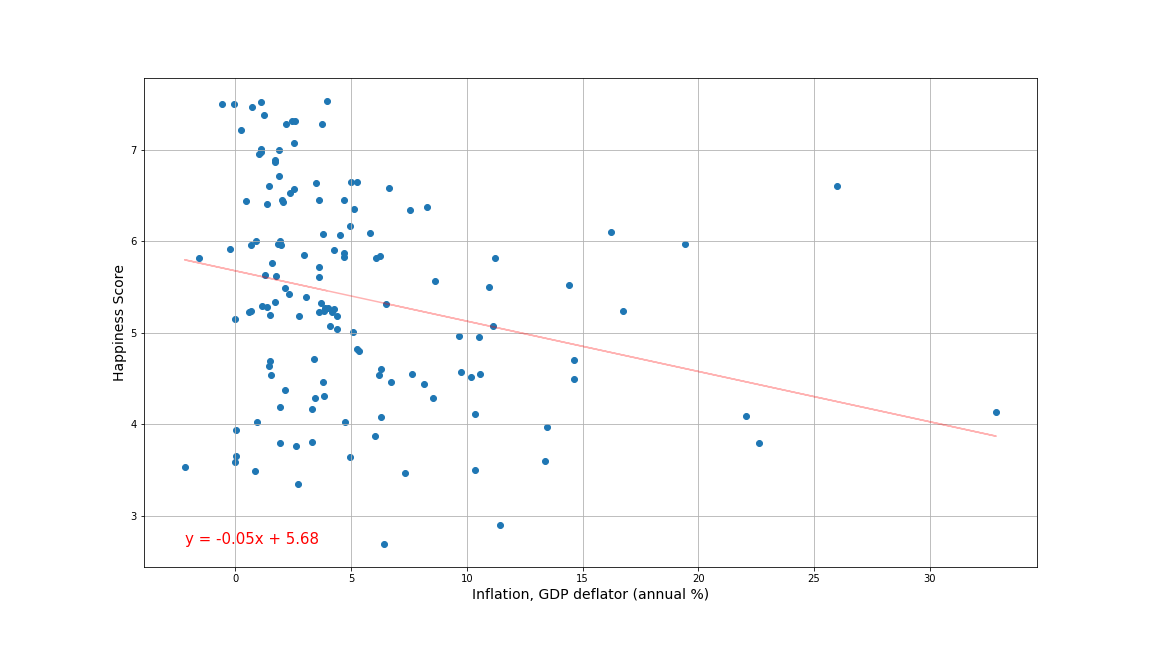 7
6
5
4
3
Happiness Score
y = -0.05x + 5.68
0 5 10 15 20 25 30
Inflation, GDP deflator (annual %)